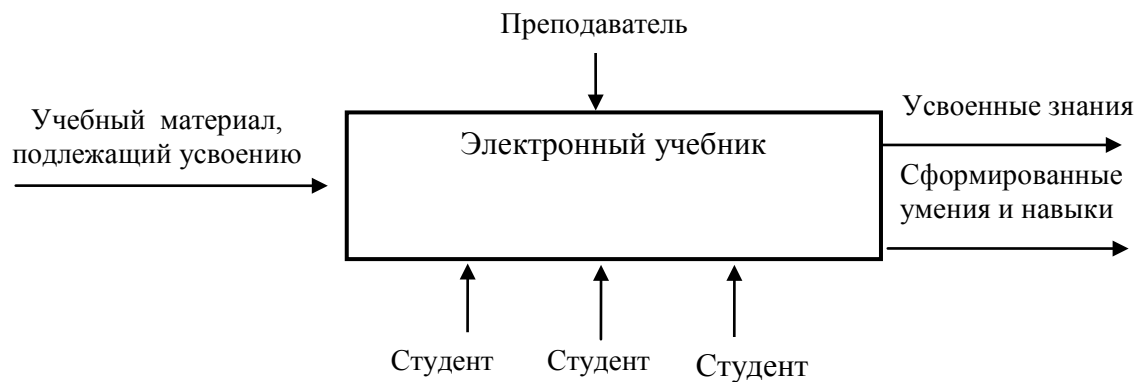 Преподаватель
Учебный материал,
подлежащий усвоению
Электронный учебник
Усвоенные знания
Сформированные
умения и навыки
Студент
Студент
Студент